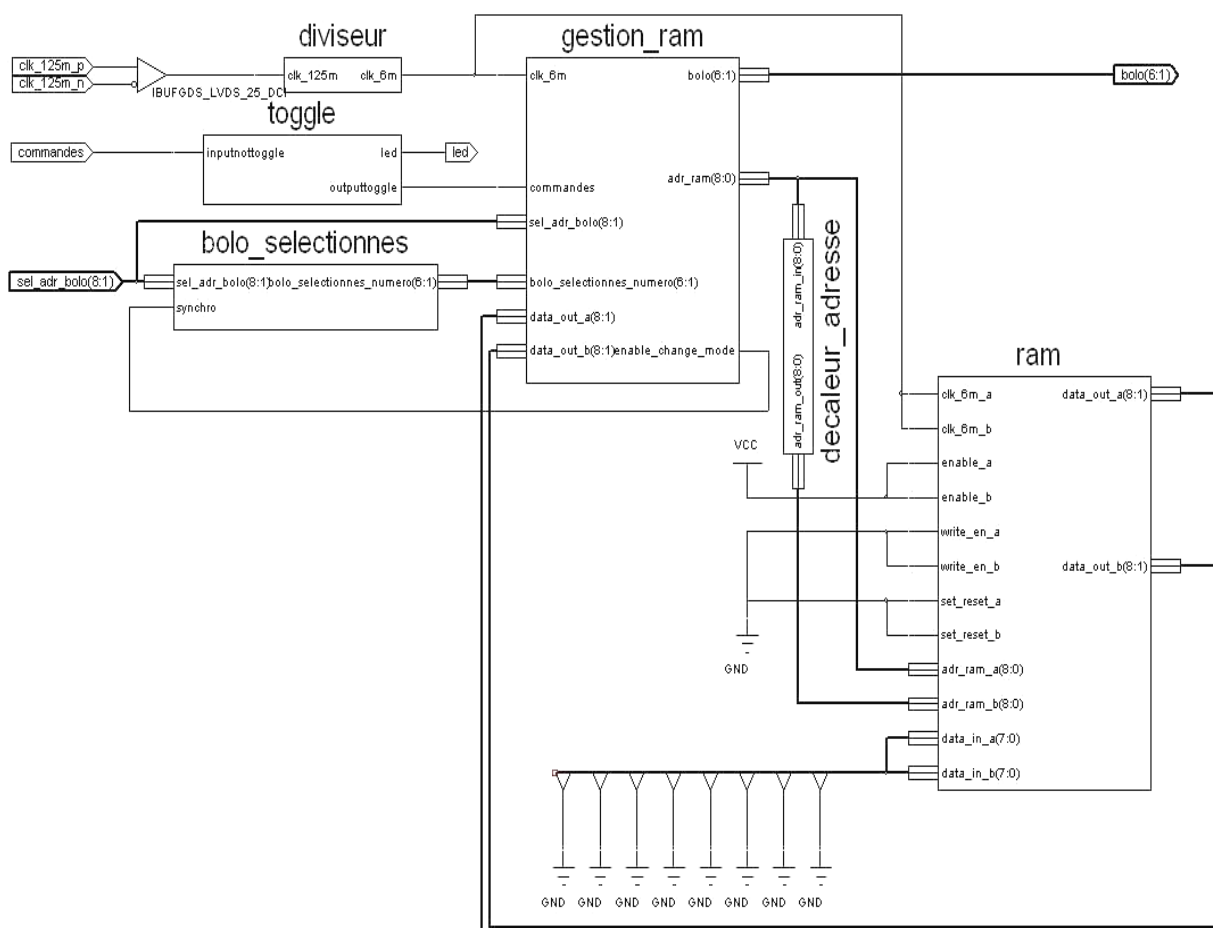 diviseur
gestion_ram
clk_125m_p
clk_125m_n
clk_125m
clk_6m
IBUFGDS_LVDS_25_DCI
clk_6m
bolo(6:1)
bolo(6:1)
toggle
commandes
inputnottoggle
led
led
outputtoggle
commandes
adr_ram(8:0)
sel_adr_bolo(8:1)
bolo_selectionnes
sel_adr_bolo(8:1)
sel_adr_bolo(8:1)
bolo_selectionnes_numero(6:1)
synchro
bolo_selectionnes_numero(6:1)
data_out_a(8:1)
data_out_b(8:1)
enable_change_mode
adr_ram_in(8:0)
adr_ram_out(8:0)
decaleur_adresse
ram
clk_6m_a
data_out_a(8:1)
clk_6m_b
VCC
enable_a
enable_b
write_en_a
write_en_b
data_out_b(8:1)
set_reset_a
set_reset_b
GND
adr_ram_a(8:0)
adr_ram_b(8:0)
data_in_a(7:0)
data_in_b(7:0)
GND GND GND GND GND GND GND GND